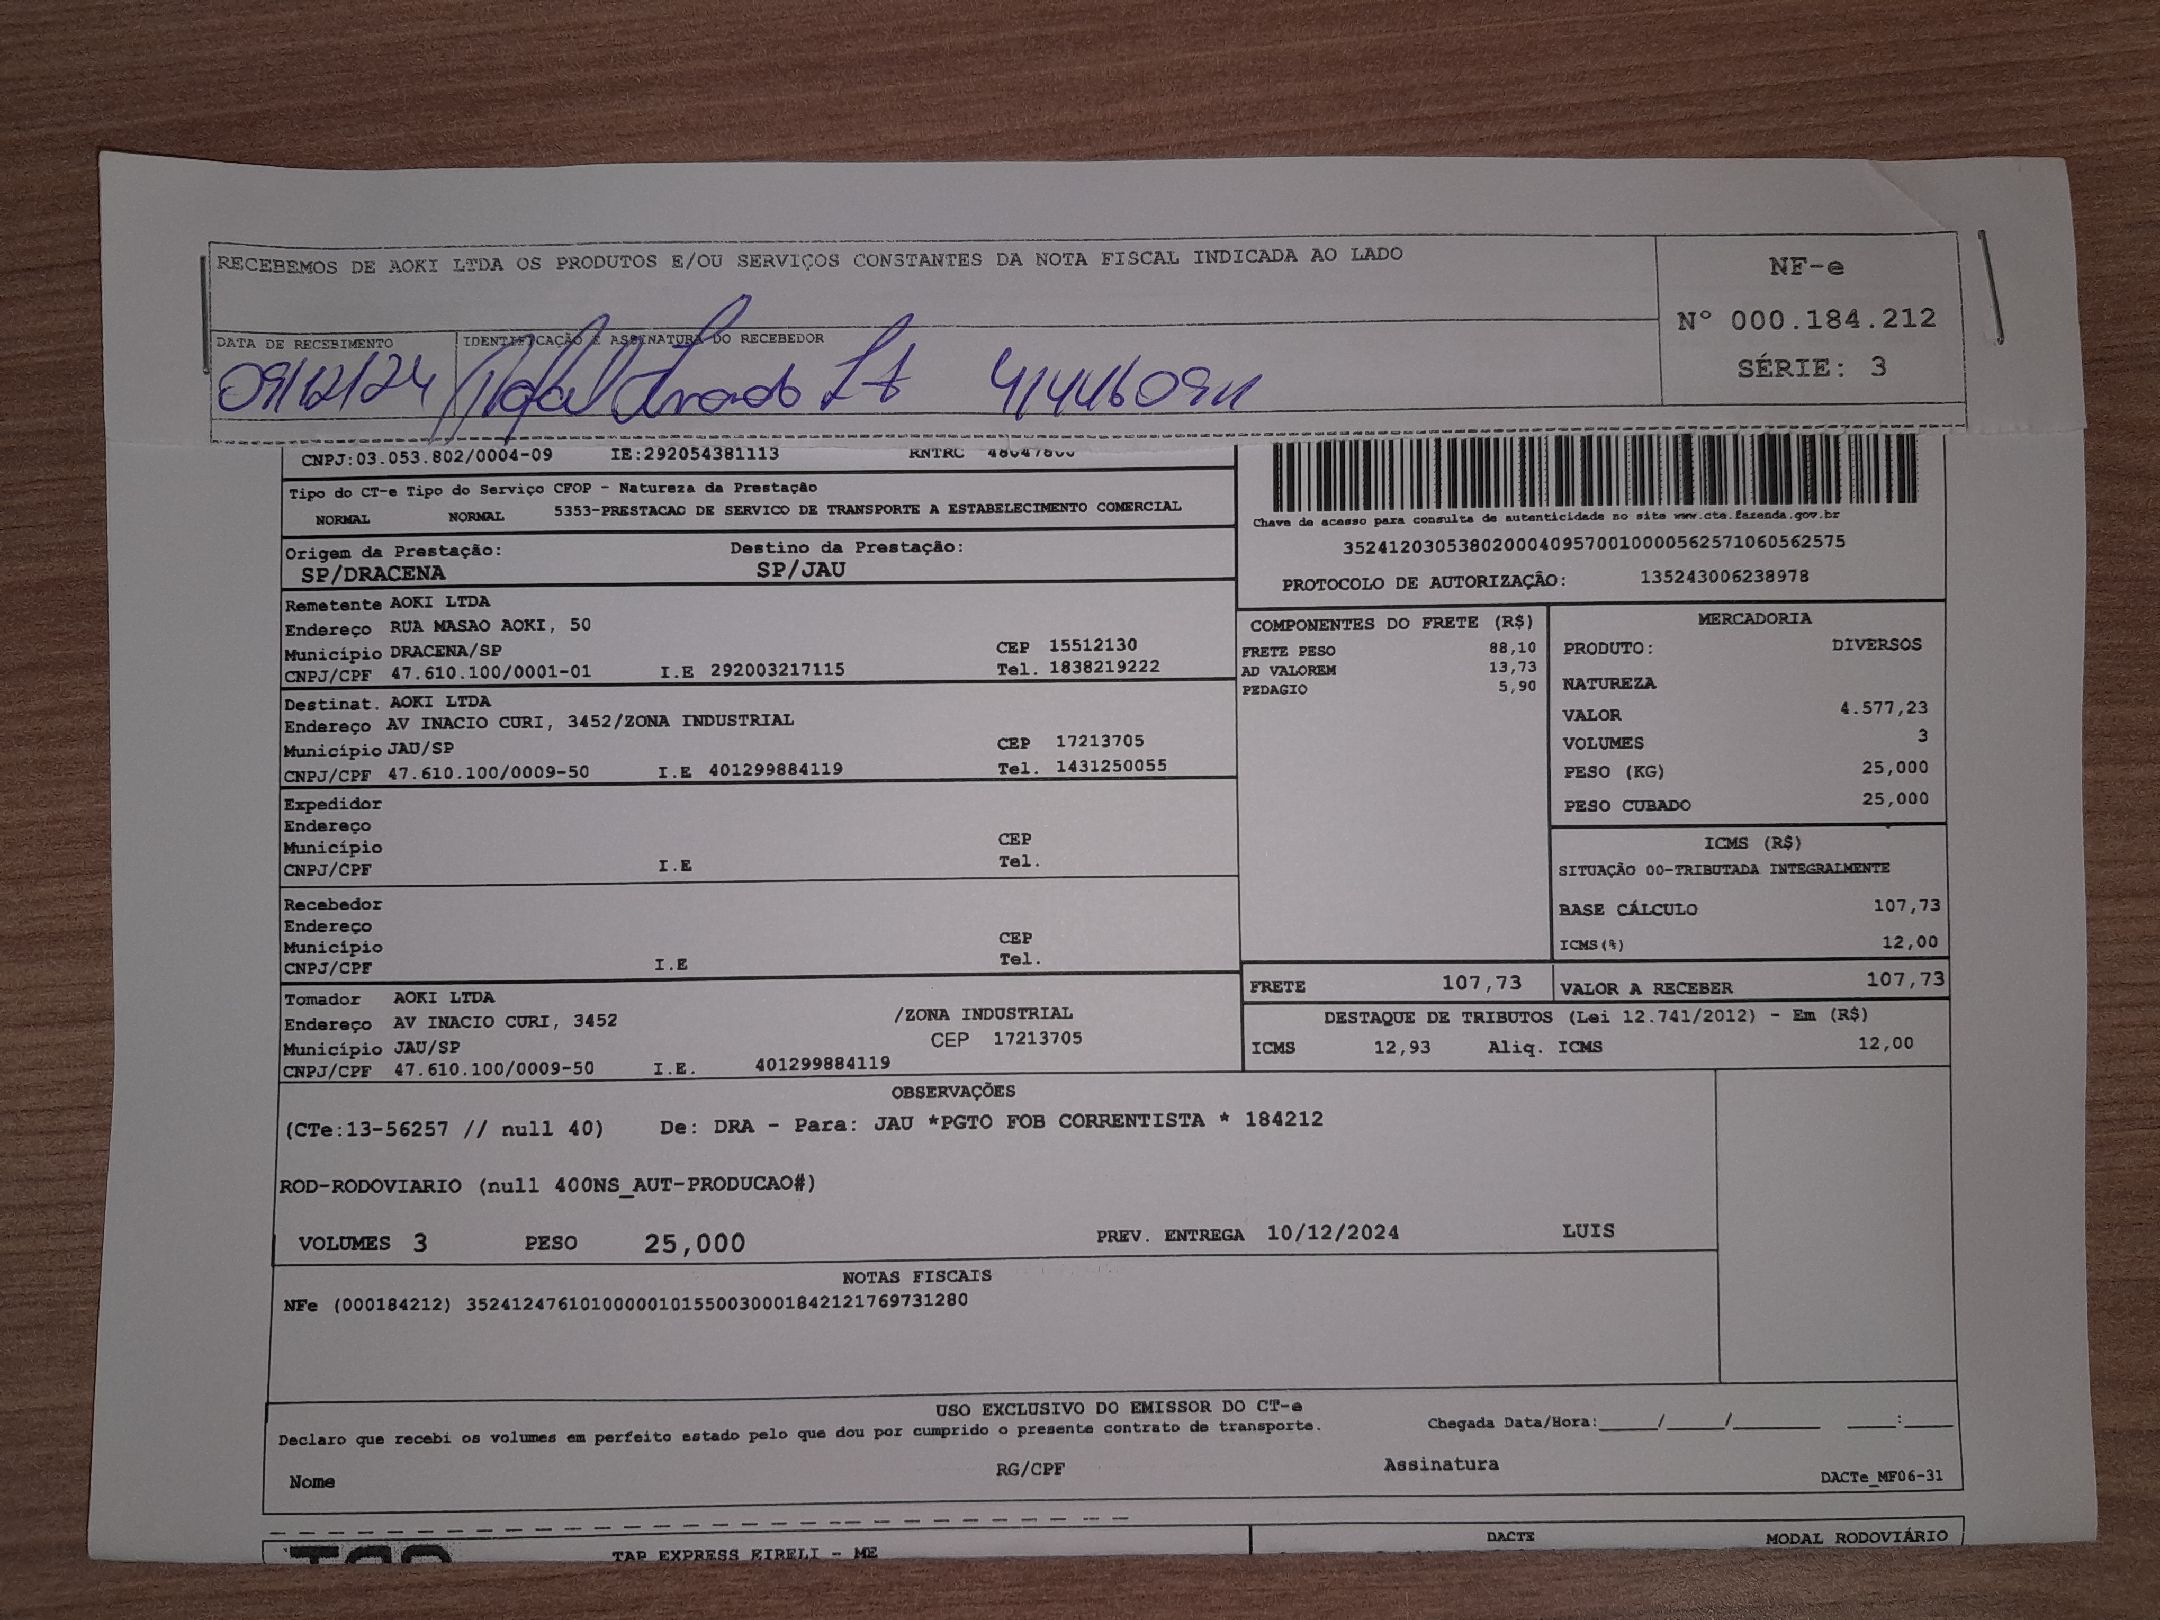 RECEBEMOS DE AOKI LTDA OS PRODUTOS E/OU SERVIÇOS CONSTANTES DA NOTA FISCAL INDICADA AO LADO
NF-e
Nº 000.184.212
SÉRIE: 3
DATA DE RECEBIMENTO
IDENTIFICAÇÃO E ASSINATURA DO RECEBEDOR
09/12/24
CNPJ:03.053.802/0004-09 IE:292054381113 RNTRC
Tipo do CT-e Tipo do Serviço CFOP - Natureza da Prestação
NORMAL NORMAL 5353-PRESTACAO DE SERVICO DE TRANSPORTE A ESTABELECIMENTO COMERCIAL
Chave de acesso para consulta de autenticidade no site www.cte.fazenda.gov.br
35241203053802000409570010000562571060562575
PROTOCOLO DE AUTORIZAÇÃO: 135243006238978
Origem da Prestação: Destino da Prestação:
SP/DRACENA SP/JAU
Remetente AOKI LTDA
Endereço RUA MASAO AOKI, 50
Município DRACENA/SP CEP 15512130
CNPJ/CPF 47.610.100/0001-01 I.E 292003217115 Tel. 1838219222
Destinat. AOKI LTDA
Endereço AV INACIO CURI, 3452/ZONA INDUSTRIAL
Município JAU/SP CEP 17213705
CNPJ/CPF 47.610.100/0009-50 I.E 401299884119 Tel. 1431250055
Expedidor
Endereço
Município CEP
CNPJ/CPF I.E Tel.
Recebedor
Endereço
Município CEP
CNPJ/CPF I.E Tel.
Tomador AOKI LTDA
Endereço AV INACIO CURI, 3452 /ZONA INDUSTRIAL
Município JAU/SP CEP 17213705
CNPJ/CPF 47.610.100/0009-50 I.E. 401299884119
COMPONENTES DO FRETE (R$)
FRETE PESO 88,10
AD VALOREM 13,73
PEDAGIO 5,90
MERCADORIA
PRODUTO: DIVERSOS
NATUREZA
VALOR 4.577,23
VOLUMES 3
PESO (KG) 25,000
PESO CUBADO 25,000
ICMS (R$)
SITUAÇÃO 00-TRIBUTADA INTEGRALMENTE
BASE CÁLCULO 107,73
ICMS(%) 12,00
FRETE 107,73 VALOR A RECEBER 107,73
DESTAQUE DE TRIBUTOS (Lei 12.741/2012) - Em (R$)
ICMS 12,93 Aliq. ICMS 12,00
OBSERVAÇÕES
(CTe:13-56257 // null 40) De: DRA - Para: JAU *PGTO FOB CORRENTISTA * 184212
ROD-RODOVIARIO (null 400NS_AUT-PRODUCAO#)
VOLUMES 3 PESO 25,000 PREV. ENTREGA 10/12/2024 LUIS
NOTAS FISCAIS
NFe (000184212) 35241247610100000101550030001842121769731280
USO EXCLUSIVO DO EMISSOR DO CT-e
Declaro que recebi os volumes em perfeito estado pelo que dou por cumprido o presente contrato de transporte.
Chegada Data/Hora:_____/_____/________ ____:____
Nome RG/CPF Assinatura
DACTe_MF06-31
TAP EXPRESS EIRELI - ME
DACTE MODAL RODOVIÁRIO